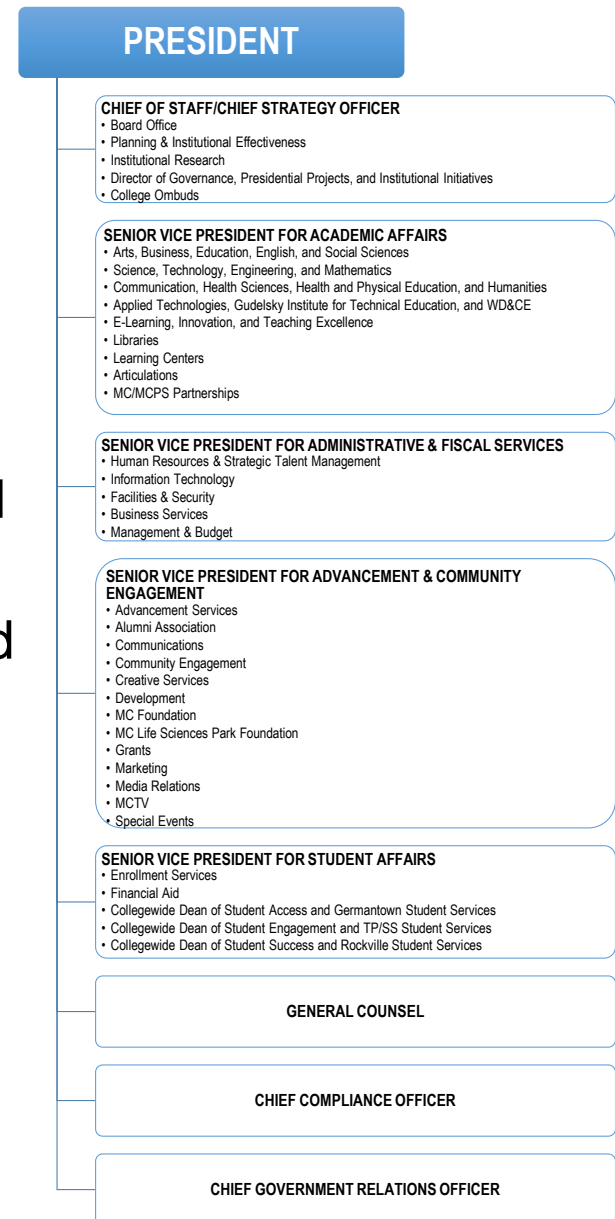 PRESIDENT
CHIEF OF STAFF/CHIEF STRATEGY OFFICER
• Board Office
• Planning & Institutional Effectiveness
• Institutional Research
• Director of Governance, Presidential Projects, and Institutional Initiatives
• College Ombuds
SENIOR VICE PRESIDENT FOR ACADEMIC AFFAIRS
• Arts, Business, Education, English, and Social Sciences
• Science, Technology, Engineering, and Mathematics
• Communication, Health Sciences, Health and Physical Education, and Humanities
• Applied Technologies, Gudelsky Institute for Technical Education, and WD&CE
• E-Learning, Innovation, and Teaching Excellence
• Libraries
• Learning Centers
• Articulations
• MC/MCPS Partnerships
SENIOR VICE PRESIDENT FOR ADMINISTRATIVE & FISCAL SERVICES
• Human Resources & Strategic Talent Management
• Information Technology
• Facilities & Security
• Business Services
• Management & Budget
SENIOR VICE PRESIDENT FOR ADVANCEMENT & COMMUNITY
ENGAGEMENT
• Advancement Services
• Alumni Association
• Communications
• Community Engagement
• Creative Services
• Development
• MC Foundation
• MC Life Sciences Park Foundation
• Grants
• Marketing
• Media Relations
• MCTV
• Special Events
SENIOR VICE PRESIDENT FOR STUDENT AFFAIRS
• Enrollment Services
• Financial Aid
• Collegewide Dean of Student Access and Germantown Student Services
• Collegewide Dean of Student Engagement and TP/SS Student Services
• Collegewide Dean of Student Success and Rockville Student Services
GENERAL COUNSEL
CHIEF COMPLIANCE OFFICER
CHIEF GOVERNMENT RELATIONS OFFICER